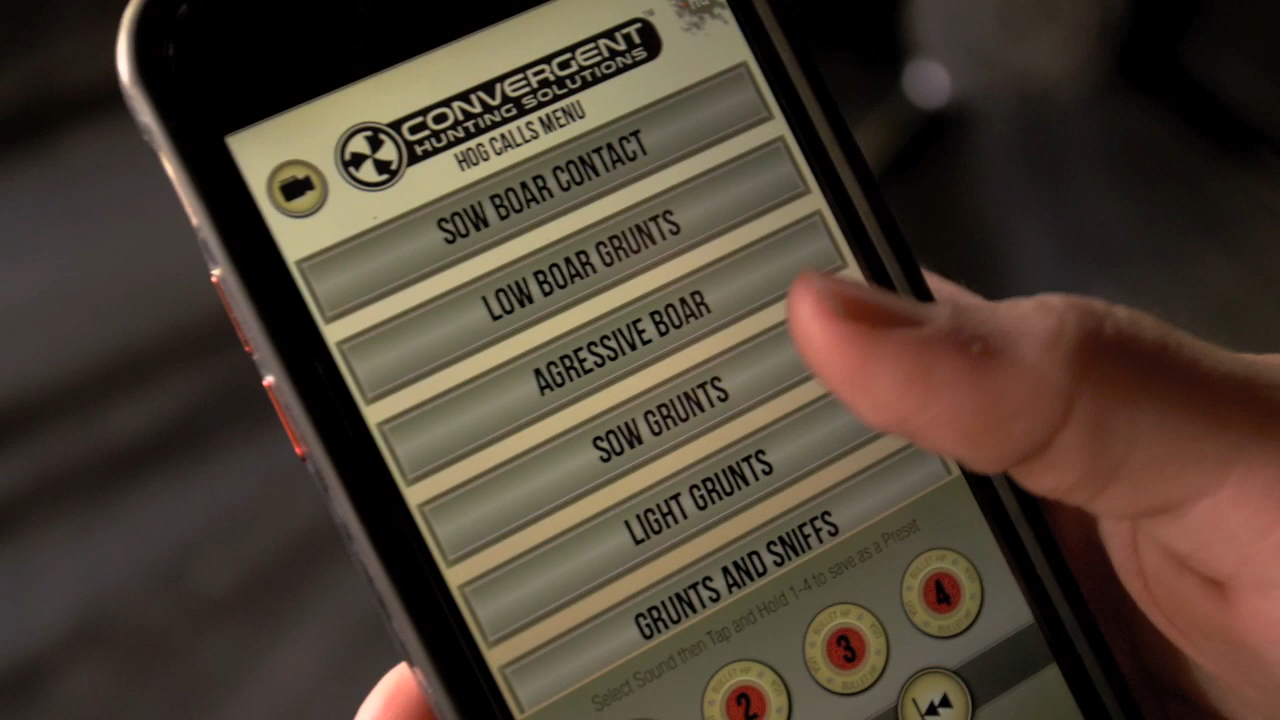 CONVERGENT
™
HUNTING SOLUTIONS
HOG CALLS MENU
SOW BOAR CONTACT
LOW BOAR GRUNTS
AGRESSIVE BOAR
SOW GRUNTS
LIGHT GRUNTS
GRUNTS AND SNIFFS
Select Sound then Tap and Hold 1-4 to save as a Preset
2
3
4